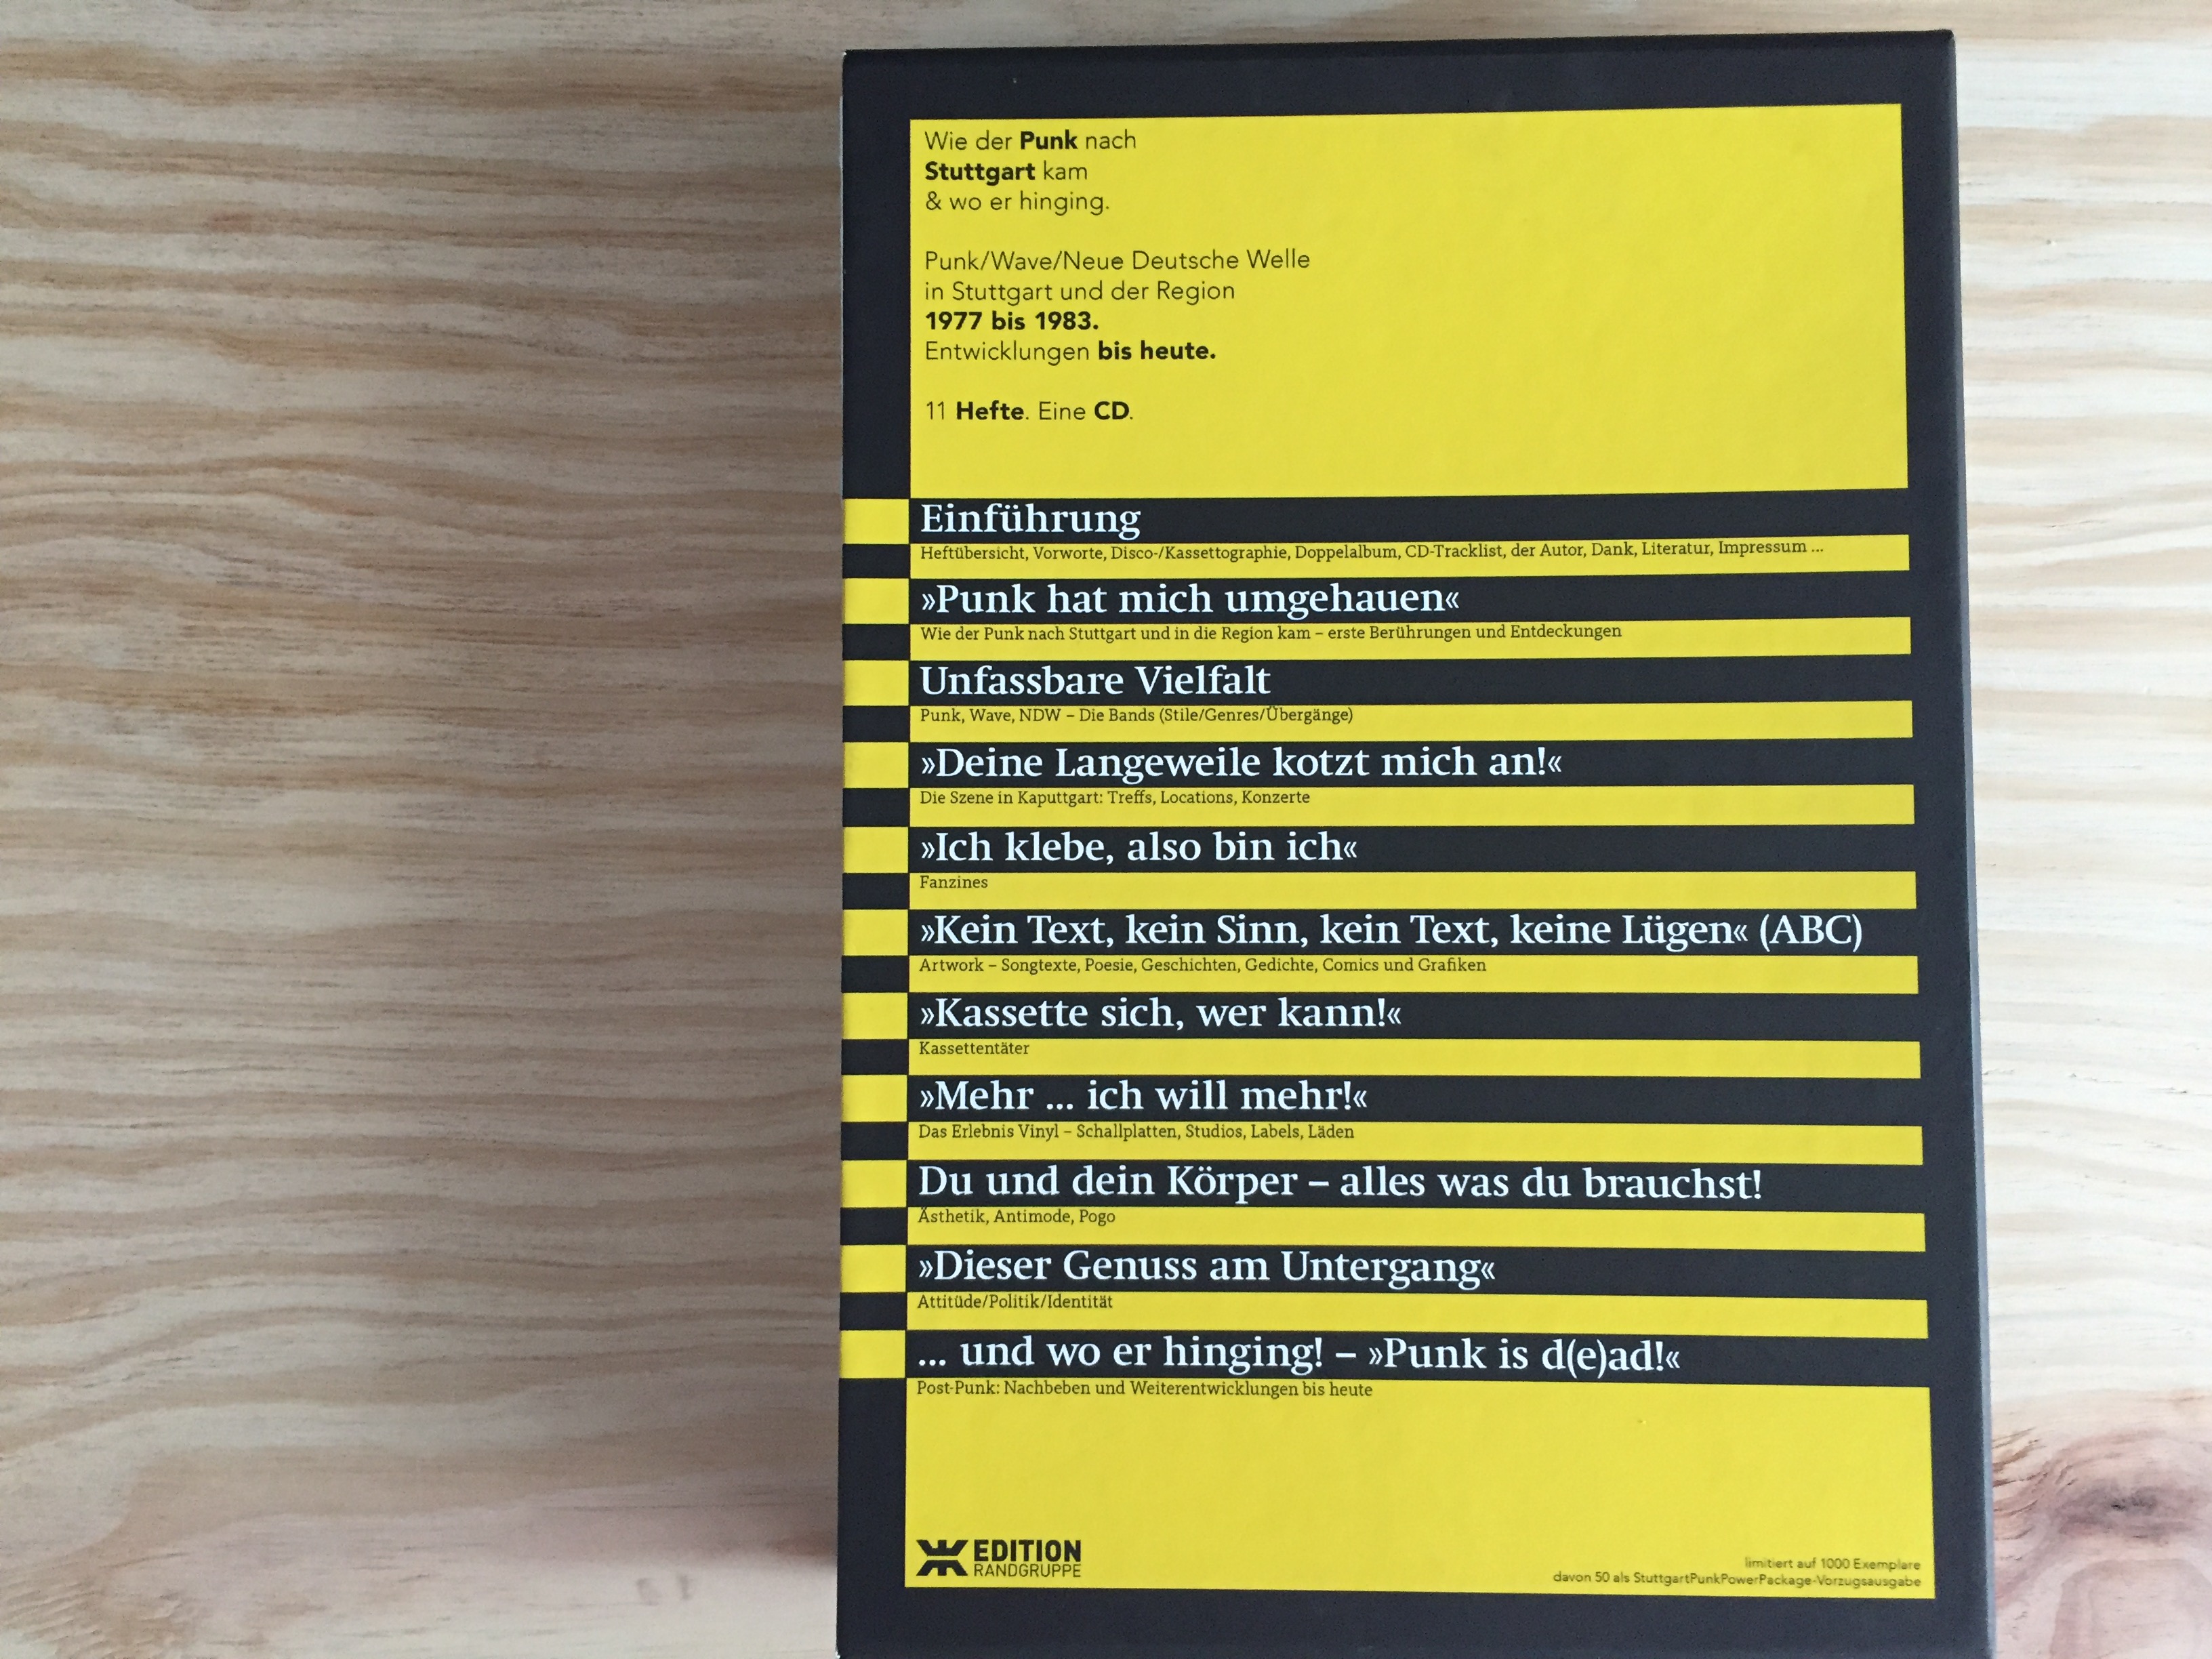 Wie der Punk nach
Stuttgart kam
& wo er hinging.
Punk/Wave/Neue Deutsche Welle
in Stuttgart und der Region
1977 bis 1983.
Entwicklungen bis heute.
11 Hefte. Eine CD.
Einführung
Heftübersicht, Vorworte, Disco-/Kassettographie, Doppelalbum, CD-Tracklist, der Autor, Dank, Literatur, Impressum ...
»Punk hat mich umgehauen«
Wie der Punk nach Stuttgart und in die Region kam – erste Berührungen und Entdeckungen
Unfassbare Vielfalt
Punk, Wave, NDW – Die Bands (Stile/Genres/Übergänge)
»Deine Langeweile kotzt mich an!«
Die Szene in Kaputtgart: Treffs, Locations, Konzerte
»Ich klebe, also bin ich«
Fanzines
»Kein Text, kein Sinn, kein Text, keine Lügen« (ABC)
Artwork – Songtexte, Poesie, Geschichten, Gedichte, Comics und Grafiken
»Kassette sich, wer kann!«
Kassettentäter
»Mehr ... ich will mehr!«
Das Erlebnis Vinyl – Schallplatten, Studios, Labels, Läden
Du und dein Körper – alles was du brauchst!
Ästhetik, Antimode, Pogo
»Dieser Genuss am Untergang«
Attitüde/Politik/Identität
... und wo er hinging! – »Punk is d(e)ad!«
Post-Punk: Nachbeben und Weiterentwicklungen bis heute
EDITION
RANDGRUPPE
limitiert auf 1000 Exemplare
davon 50 als StuttgartPunkPowerPackage-Vorzugsausgabe